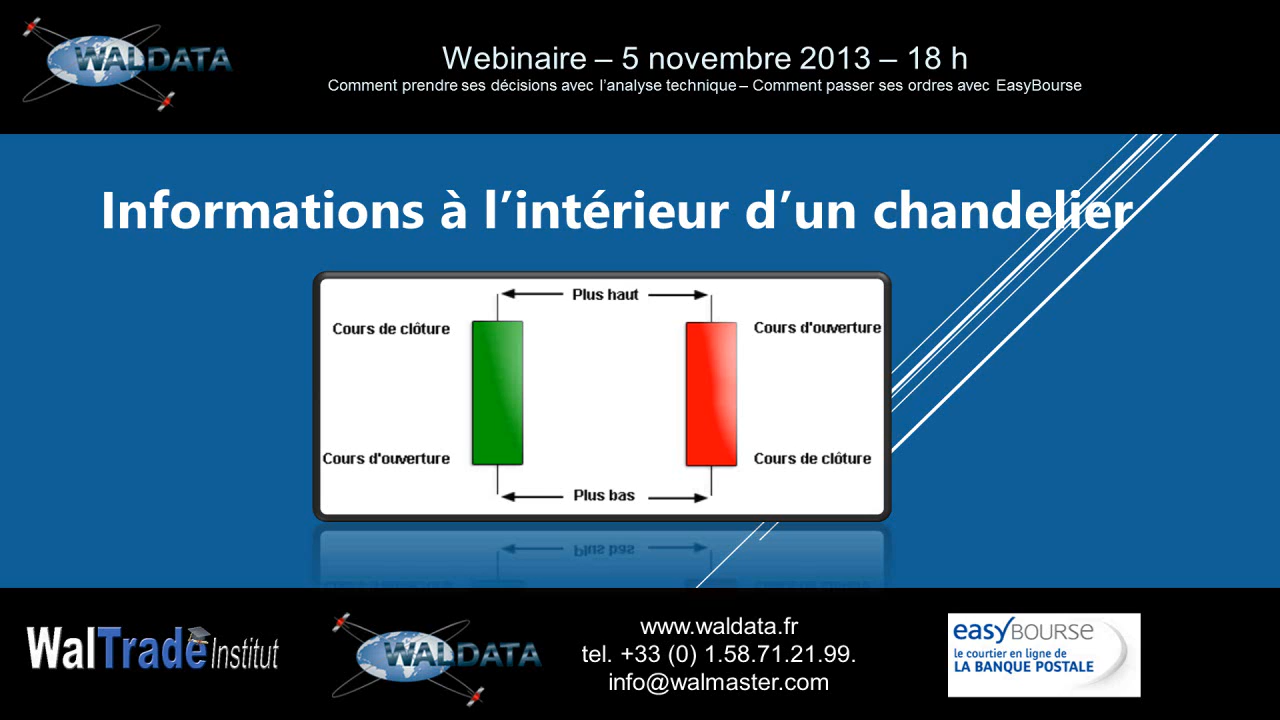 WALDATA
Webinaire – 5 novembre 2013 – 18 h
Comment prendre ses décisions avec l’analyse technique – Comment passer ses ordres avec EasyBourse
Informations à l’intérieur d’un chandelier
Plus haut
Cours de clôture
Cours d'ouverture
Cours d'ouverture
Cours de clôture
Plus bas
WalTrade Institut
WALDATA
www.waldata.fr
tel. +33 (0) 1.58.71.21.99.
info@walmaster.com
easyBOURSE
le courtier en ligne de
LA BANQUE POSTALE